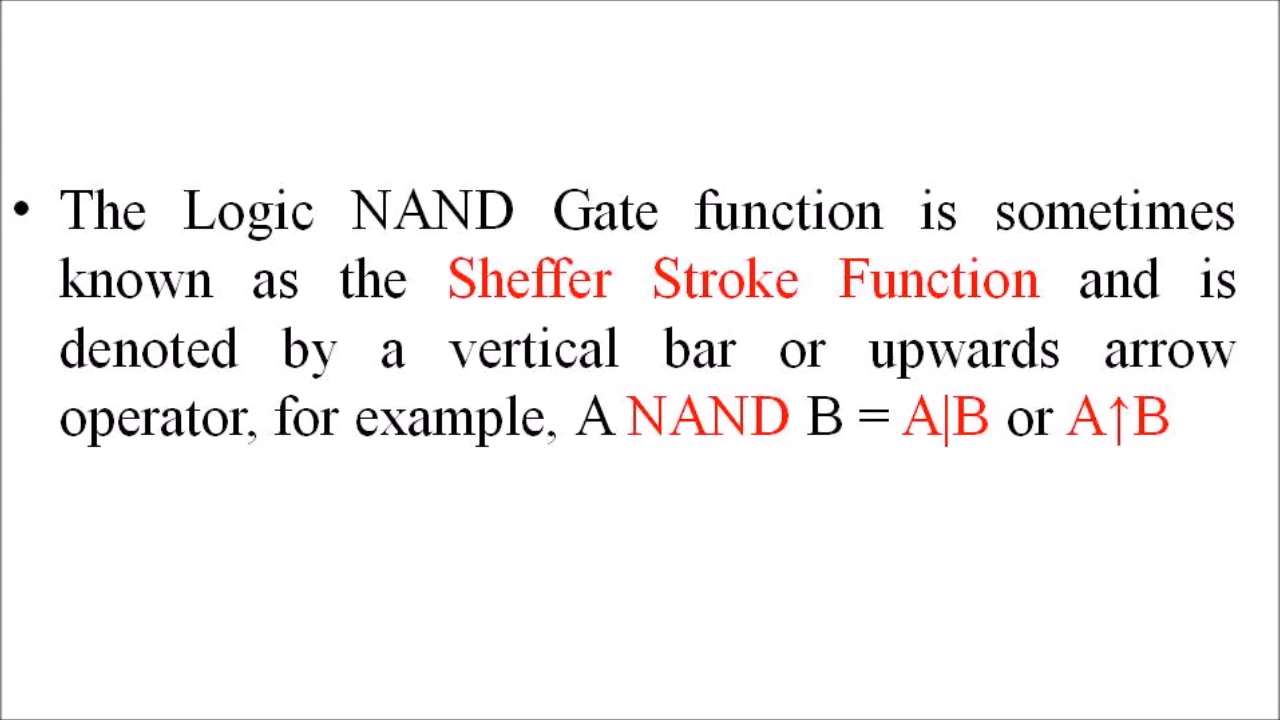 • The Logic NAND Gate function is sometimes
known as the Sheffer Stroke Function and is
denoted by a vertical bar or upwards arrow
operator, for example, A NAND B = A|B or A↑B